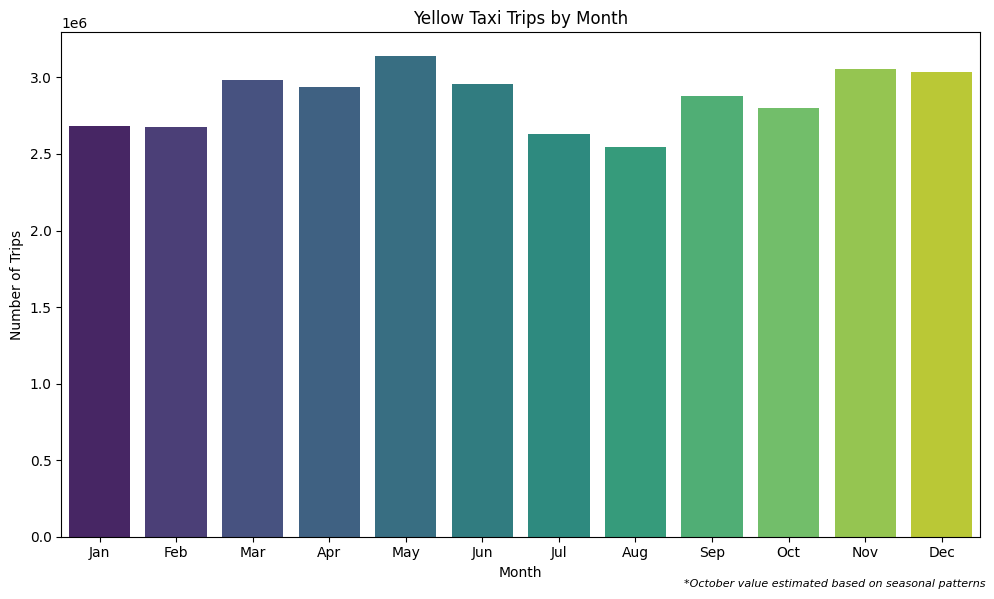 Yellow Taxi Trips by Month
1e6
3.0
2.5
2.0
1.5
1.0
0.5
0.0
Number of Trips
Jan Feb Mar Apr May Jun Jul Aug Sep Oct Nov Dec
Month
*October value estimated based on seasonal patterns